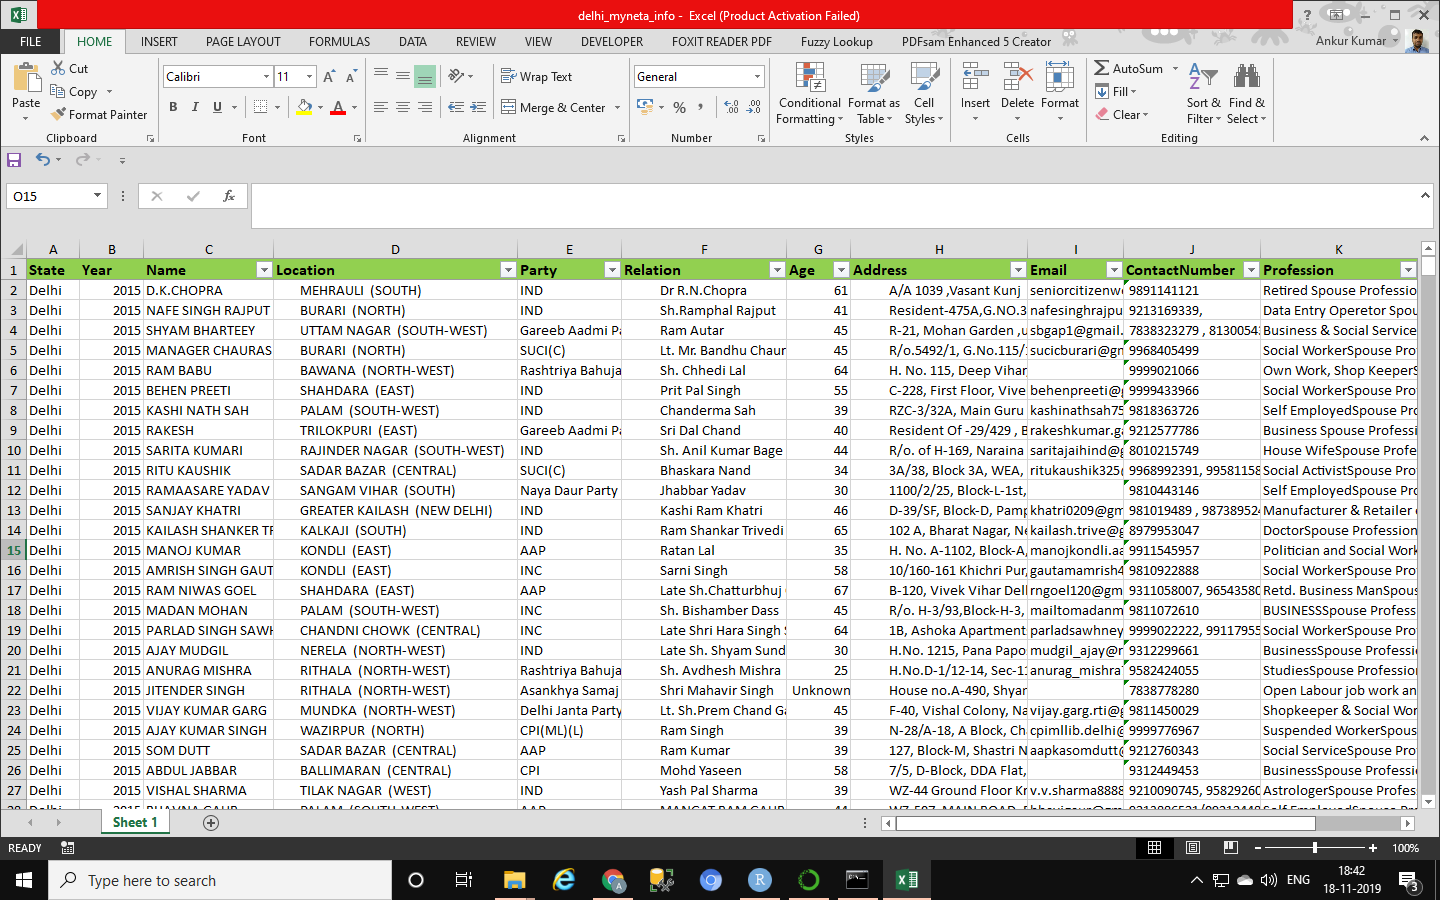 delhi_myneta_info - Excel (Product Activation Failed)
FILE HOME INSERT PAGE LAYOUT FORMULAS DATA REVIEW VIEW DEVELOPER FOXIT READER PDF Fuzzy Lookup PDFsam Enhanced 5 Creator Ankur Kumar
Paste Cut Copy Format Painter
Clipboard
Calibri 11
B I U
Font
Wrap Text
Merge & Center
Alignment
General
Number
Conditional Formatting Format as Table Cell Styles
Styles
Insert Delete Format
Cells
AutoSum Fill Clear Sort & Filter Find & Select
Editing
O15
A B C D E F G H I J K
1 State Year Name Location Party Relation Age Address Email ContactNumber Profession
2 Delhi 2015 D.K.CHOPRA MEHRAULI (SOUTH) IND Dr R.N.Chopra 61 A/A 1039 ,Vasant Kunj seniorcitizenw 9891141121 Retired Spouse Professio
3 Delhi 2015 NAFE SINGH RAJPUT BURARI (NORTH) IND Sh.Ramphal Rajput 41 Resident-475A,G.NO.3 nafesinghrajpu 9213169339, Data Entry Operetor Spou
4 Delhi 2015 SHYAM BHARTEEY UTTAM NAGAR (SOUTH-WEST) Gareeb Aadmi Pa Ram Autar 45 R-21, Mohan Garden ,u sbgap1@gmail. 7838323279 , 8130054 Business & Social Service
5 Delhi 2015 MANAGER CHAURAS BURARI (NORTH) SUCI(C) Lt. Mr. Bandhu Chaur 45 R/o.5492/1, G.No.115/ sucicburari@gm 9968405499 Social WorkerSpouse Pro
6 Delhi 2015 RAM BABU BAWANA (NORTH-WEST) Rashtriya Bahuja Sh. Chhedi Lal 64 H. No. 115, Deep Vihar 9999021066 Own Work, Shop KeeperS
7 Delhi 2015 BEHEN PREETI SHAHDARA (EAST) IND Prit Pal Singh 55 C-228, First Floor, Vive behenpreeti@ 9999433966 Social WorkerSpouse Pro
8 Delhi 2015 KASHI NATH SAH PALAM (SOUTH-WEST) IND Chanderma Sah 39 RZC-3/32A, Main Guru kashinathsah75 9818363726 Self EmployedSpouse Pro
9 Delhi 2015 RAKESH TRILOKPURI (EAST) Gareeb Aadmi Pa Sri Dal Chand 40 Resident Of -29/429 , B rakeshkumar.ga 9212577786 Business Spouse Professi
10 Delhi 2015 SARITA KUMARI RAJINDER NAGAR (SOUTH-WEST) IND Sh. Anil Kumar Bage 44 R/o. of H-169, Naraina saritajaihind@g 8010215749 House WifeSpouse Profe
11 Delhi 2015 RITU KAUSHIK SADAR BAZAR (CENTRAL) SUCI(C) Bhaskara Nand 34 3A/38, Block 3A, WEA, ritukaushik325@ 9968992391, 99581158 Social ActivistSpouse Pro
12 Delhi 2015 RAMAASARE YADAV SANGAM VIHAR (SOUTH) Naya Daur Party Jhabbar Yadav 30 1100/2/25, Block-L-1st, 9810443146 Self EmployedSpouse Pro
13 Delhi 2015 SANJAY KHATRI GREATER KAILASH (NEW DELHI) IND Kashi Ram Khatri 46 D-39/SF, Block-D, Pamp khatri0209@gm 981019489 , 987389524 Manufacturer & Retailer
14 Delhi 2015 KAILASH SHANKER TR KALKAJI (SOUTH) IND Ram Shankar Trivedi 65 102 A, Bharat Nagar, Ne kailash.trive@g 8979953047 DoctorSpouse Profession
15 Delhi 2015 MANOJ KUMAR KONDLI (EAST) AAP Ratan Lal 35 H. No. A-1102, Block-A, manojkondli.aa 9911545957 Politician and Social Work
16 Delhi 2015 AMRISH SINGH GAUT KONDLI (EAST) INC Sarni Singh 58 10/160-161 Khichri Pur, gautamamrish4 9810922888 Social WorkerSpouse Pro
17 Delhi 2015 RAM NIWAS GOEL SHAHDARA (EAST) AAP Late Sh.Chatturbhuj 67 B-120, Vivek Vihar Delh rngoel120@gm 9311058007, 96543580 Retd. Business ManSpous
18 Delhi 2015 MADAN MOHAN PALAM (SOUTH-WEST) INC Sh. Bishamber Dass 45 R/o. H-3/93,Block-H-3, mailtomadanm 9811072610 BUSINESSSpouse Profess
19 Delhi 2015 PARLAD SINGH SAWH CHANDNI CHOWK (CENTRAL) INC Late Shri Hara Singh S 64 1B, Ashoka Apartment parladsawhney 9999022222, 99117955 Social WorkerSpouse Pro
20 Delhi 2015 AJAY MUDGIL NERELA (NORTH-WEST) IND Late Sh. Shyam Sund 30 H.No. 1215, Pana Papo mudgil_ajay@r 9312299661 BusinessSpouse Professi
21 Delhi 2015 ANURAG MISHRA RITHALA (NORTH-WEST) Rashtriya Bahuja Sh. Avdhesh Mishra 25 H.No.D-1/12-14, Sec-11 anurag_mishra 9582424055 StudiesSpouse Profession
22 Delhi 2015 JITENDER SINGH RITHALA (NORTH-WEST) Asankhya Samaj Shri Mahavir Singh Unknown House no.A-490, Shyam 7838778280 Open Labour job work an
23 Delhi 2015 VIJAY KUMAR GARG MUNDKA (NORTH-WEST) Delhi Janta Party Lt. Sh.Prem Chand Ga 45 F-40, Vishal Colony, Na vijay.garg.rti@g 9811450029 Shopkeeper & Social Wor
24 Delhi 2015 AJAY KUMAR SINGH WAZIRPUR (NORTH) CPI(ML)(L) Ram Singh 39 N-28/A-18, A Block, Ch cpimllib.delhi@ 9999776967 Suspended WorkerSpous
25 Delhi 2015 SOM DUTT SADAR BAZAR (CENTRAL) AAP Ram Kumar 39 127, Block-M, Shastri N aapkasomdutt@ 9212760343 Social ServiceSpouse Pro
26 Delhi 2015 ABDUL JABBAR BALLIMARAN (CENTRAL) CPI Mohd Yaseen 58 7/5, D-Block, DDA Flat, 9312449453 BusinessSpouse Professi
27 Delhi 2015 VISHAL SHARMA TILAK NAGAR (WEST) IND Yash Pal Sharma 39 WZ-44 Ground Floor Kr v.v.sharma8888 9210090745, 95829260 AstrologerSpouse Profes
Sheet 1
READY 100%
Type here to search
ENG 18:42
18-11-2019
3